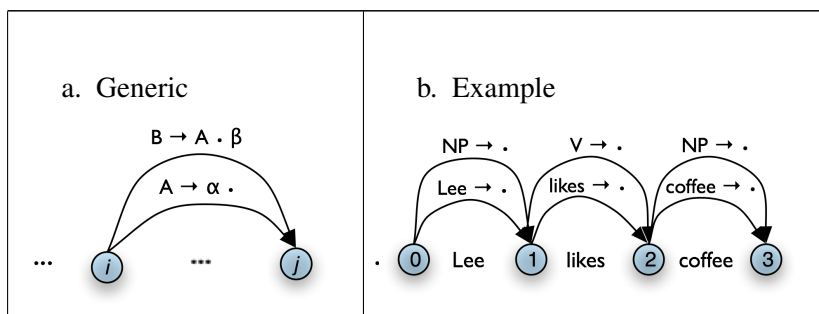 a. Generic
B → A • β
A → α •
... i ... j
b. Example
NP → • V → • NP → •
Lee → • likes → • coffee → •
. 0 Lee 1 likes 2 coffee 3